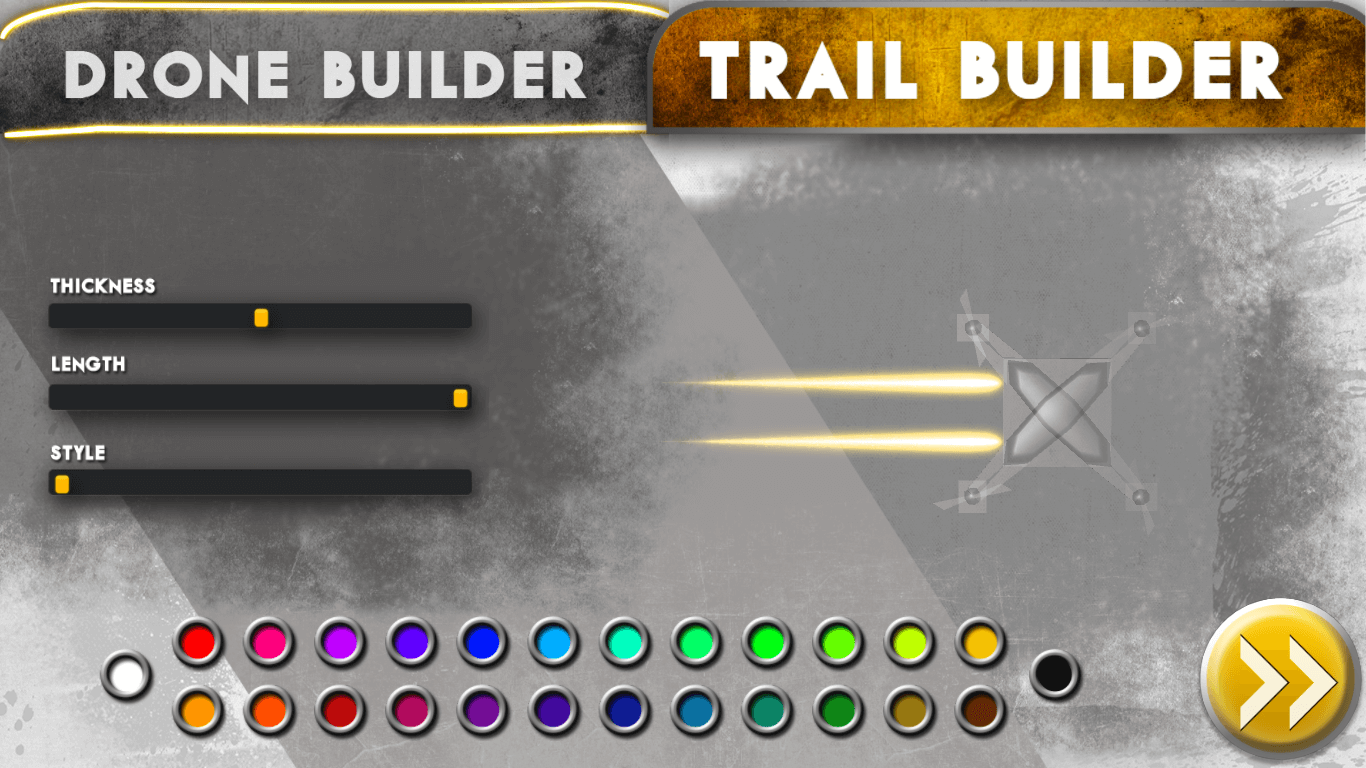 DRONE BUILDER
TRAIL BUILDER
THICKNESS
LENGTH
STYLE